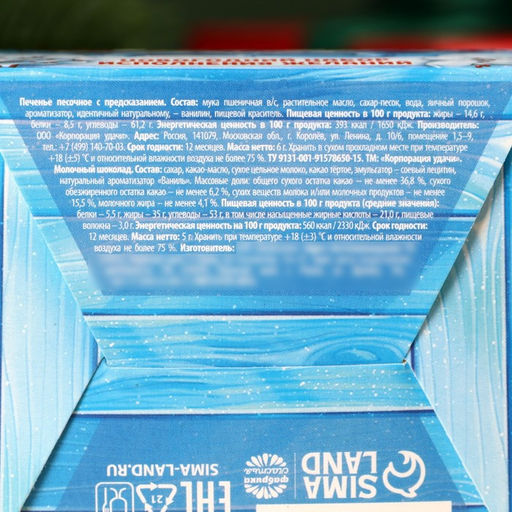 Печенье песочное с предсказанием. Состав: мука пшеничная в/с, растительное масло, сахар-песок, вода, яичный порошок,
ароматизатор, идентичный натуральному, – ванилин, пищевой краситель. Пищевая ценность в 100 г продукта: жиры – 14,6 г,
белки – 8,5 г, углеводы – 61,2 г. Энергетическая ценность в 100 г продукта: 393 ккал / 1650 кДж. Производитель:
ООО «Корпорация удачи». Адрес: Россия, 141079, Московская обл., г. Королёв, ул. Ленина, д. 10/6, помещение 1,5–9,
тел.: +7 (499) 140-70-03. Срок годности: 12 месяцев. Масса нетто: 6 г. Хранить в сухом прохладном месте при температуре
+18 (±3) °С и относительной влажности воздуха не более 75 %. ТУ 9131-001-91578650-15. ТМ: «Корпорация удачи».
Молочный шоколад. Состав: сахар, какао-масло, сухое цельное молоко, какао тёртое, эмульгатор – соевый лецитин,
натуральный ароматизатор «Ваниль». Массовые доли: общего сухого остатка какао – не менее 36,8 %, сухого
обезжиренного остатка какао – не менее 6,2 %, сухих веществ молока и/или молочных продуктов – не менее
15,5 %, молочного жира – не менее 4,1 %. Пищевая ценность в 100 г продукта (средние значения):
белки – 5,5 г, жиры – 35 г, углеводы – 53 г, в том числе насыщенные жирные кислоты – 21,0 г, пищевые
волокна – 3,0 г. Энергетическая ценность на 100 г продукта: 560 ккал / 2330 кДж. Срок годности:
12 месяцев. Масса нетто: 5 г. Хранить при температуре +18 (±3) °С и относительной влажности
воздуха не более 75 %. Изготовитель:
SIMA
LAND
фабрика
счастья
EAC
21
SIMA-LAND.RU